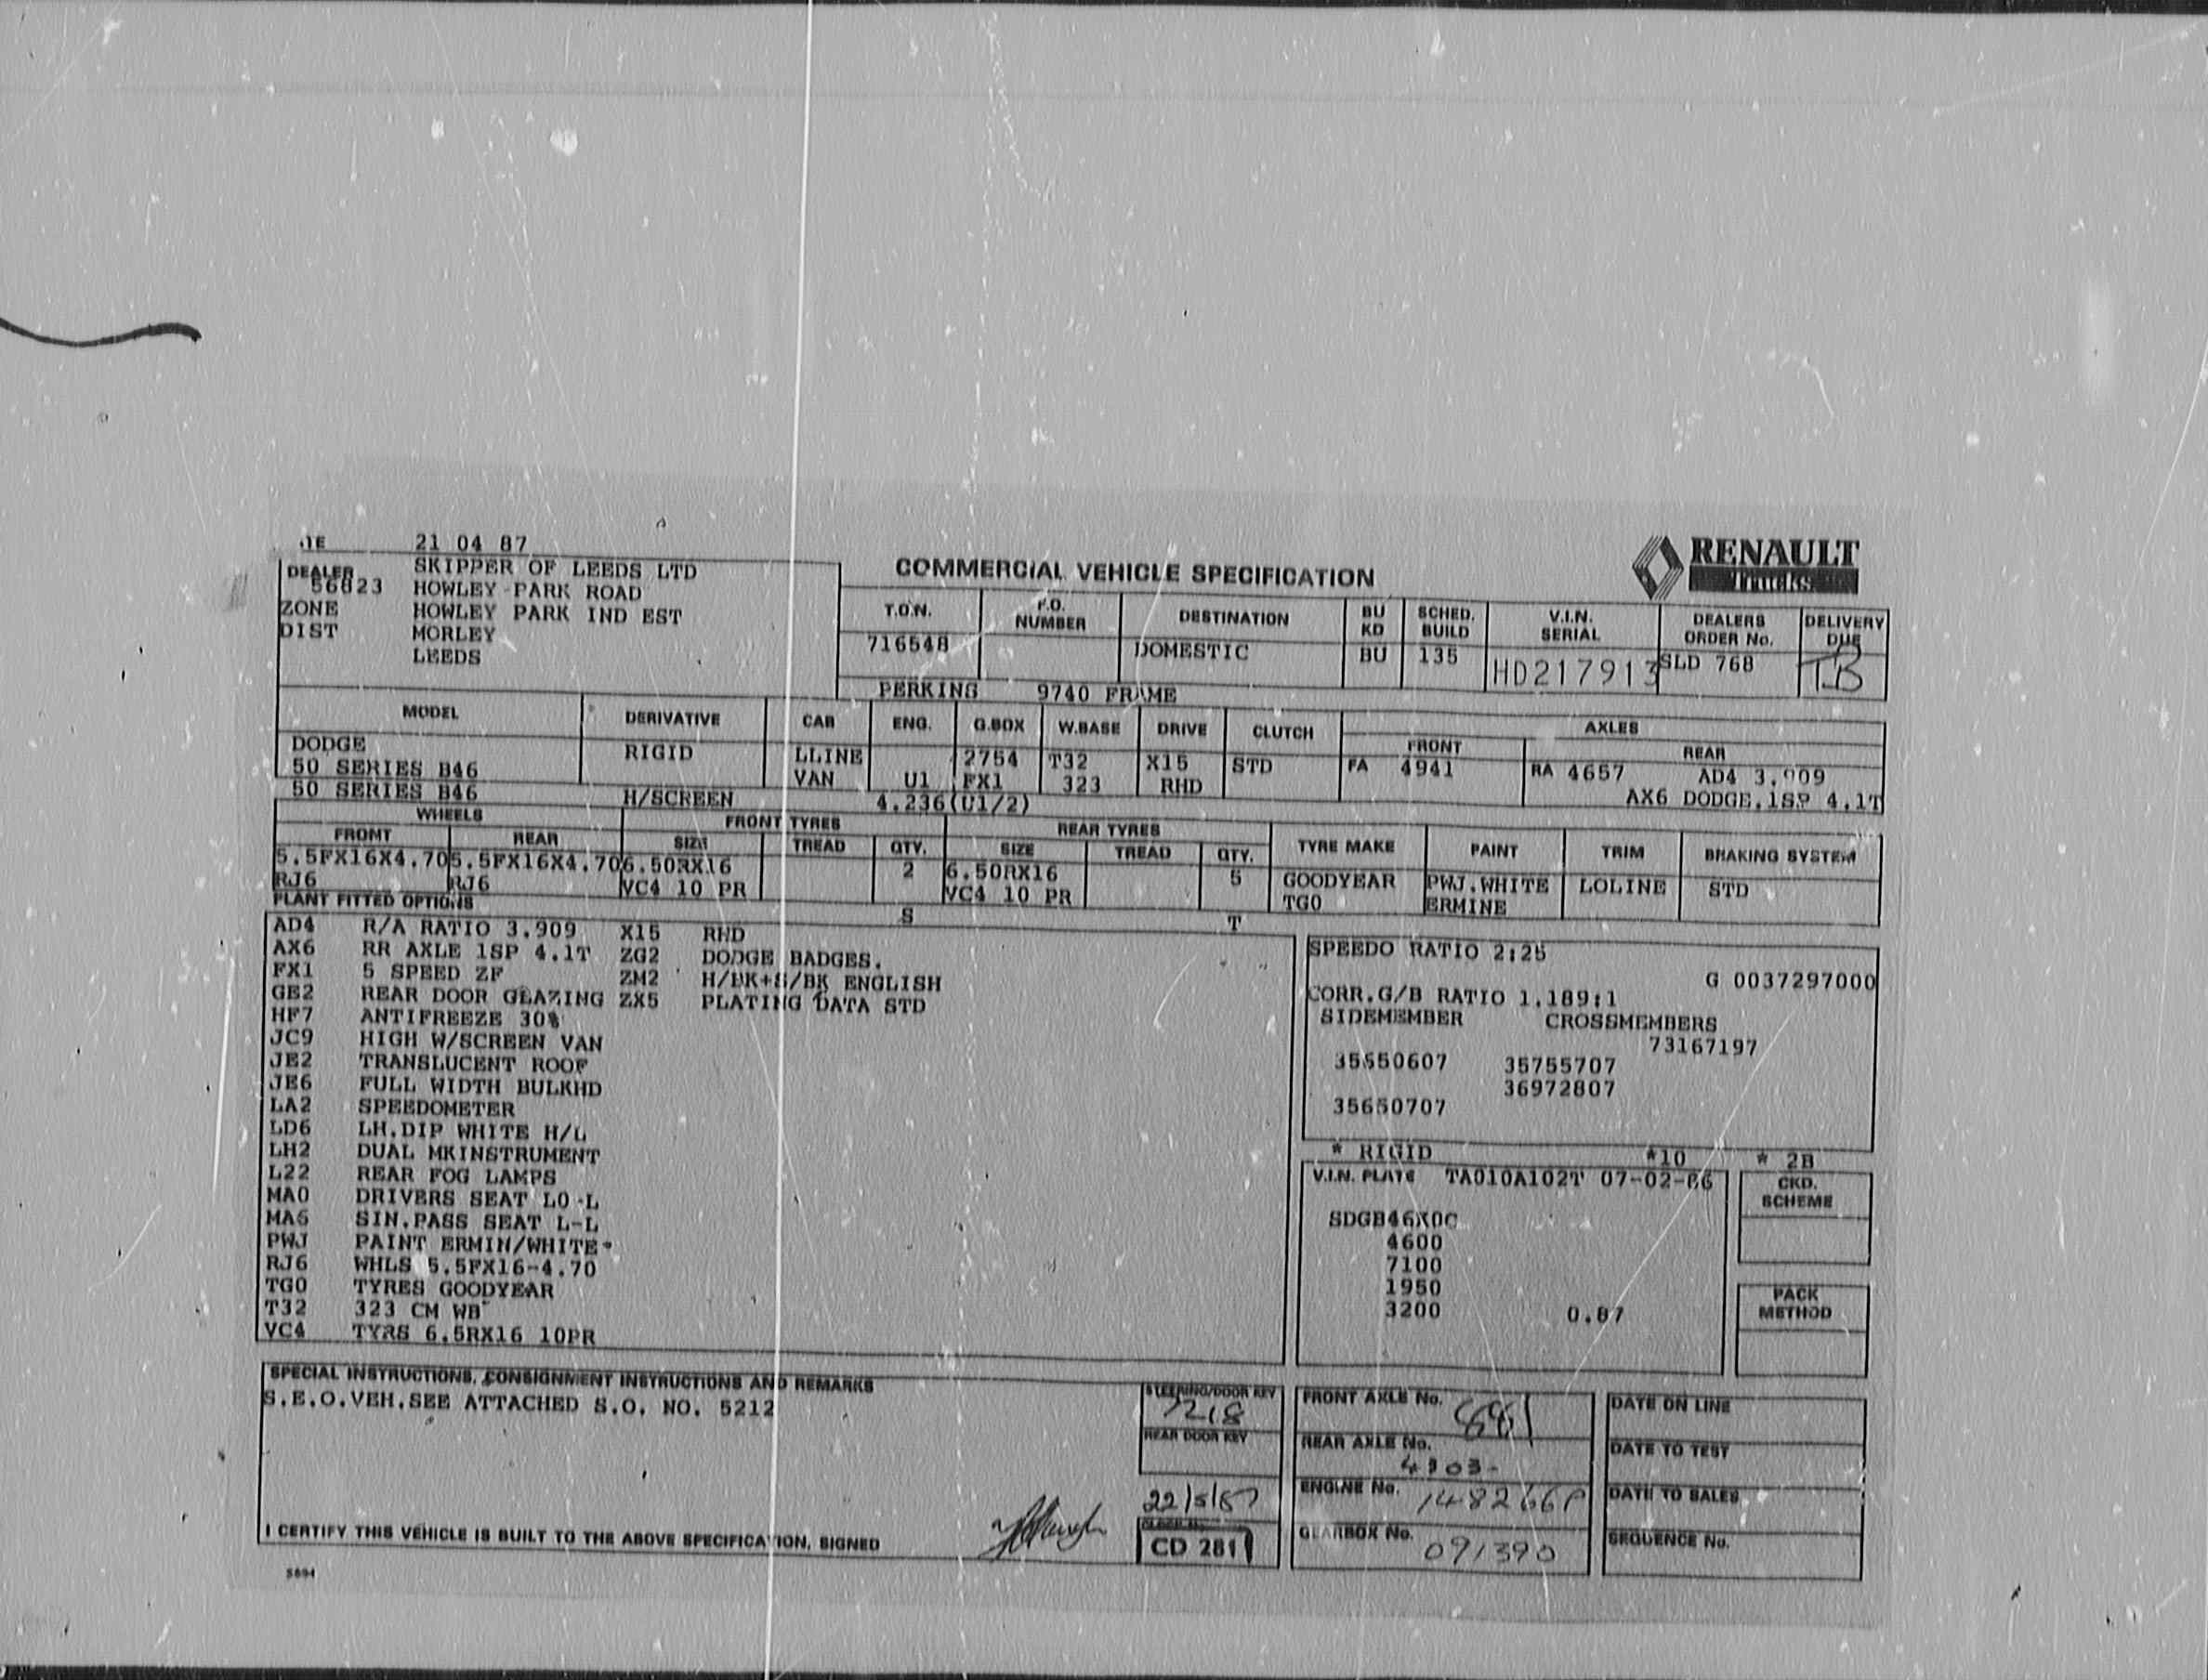 21 04 87
DEALER SKIPPER OF LEEDS LTD
56823 HOWLEY PARK ROAD
ZONE HOWLEY PARK IND EST
DIST MORLEY
LEEDS
COMMERCIAL VEHICLE SPECIFICATION
RENAULT
Trucks
T.O.N. F.O. NUMBER DESTINATION BU KD SCHED. BUILD V.I.N. SERIAL DEALERS ORDER No. DELIVERY DUE
716548 DOMESTIC BU 135 HD217913 SLD 768 TB
PERKINS 9740 FRAME
MODEL DERIVATIVE CAB ENG. G.BOX W.BASE DRIVE CLUTCH AXLES
FRONT REAR
DODGE RIGID LLINE 2754 T32 X15 STD FA 4941 RA 4657 AD4 3.909
50 SERIES B46 VAN U1 FX1 323 RHD AX6 DODGE.1SP 4.1T
50 SERIES B46 H/SCREEN 4.236(U1/2)
WHEELS FRONT TYRES REAR TYRES
FRONT REAR SIZE TREAD QTY. SIZE TREAD QTY. TYRE MAKE PAINT TRIM BRAKING SYSTEM
5.5FX16X4.70 5.5FX16X4.70 6.50RX16 2 6.50RX16 5 GOODYEAR PWJ.WHITE LOLINE STD
RJ6 RJ6 VC4 10 PR VC4 10 PR TG0 ERMINE
PLANT FITTED OPTIONS S T
AD4 R/A RATIO 3.909 X15 RHD
AX6 RR AXLE 1SP 4.1T ZG2 DODGE BADGES.
FX1 5 SPEED ZF ZM2 H/BK+S/BK ENGLISH
GE2 REAR DOOR GLAZING ZX5 PLATING DATA STD
HF7 ANTIFREEZE 30%
JC9 HIGH W/SCREEN VAN
JE2 TRANSLUCENT ROOF
JE6 FULL WIDTH BULKHD
LA2 SPEEDOMETER
LD6 LH.DIP WHITE H/L
LH2 DUAL MKINSTRUMENT
L22 REAR FOG LAMPS
MA0 DRIVERS SEAT LO-L
MA6 SIN.PASS SEAT L-L
PWJ PAINT ERMIN/WHITE
RJ6 WHLS 5.5FX16-4.70
TG0 TYRES GOODYEAR
T32 323 CM WB
VC4 TYRS 6.5RX16 10PR
SPEEDO RATIO 2:25
G 0037297000
CORR.G/B RATIO 1.189:1
SIDEMEMBER CROSSMEMBERS
73167197
35550607 35755707
36972807
35650707
* RIGID *10 * 2B
V.I.N. PLATE TA010A102T 07-02-86
SDGB46X0C
4600
7100
1950
3200 0.87
CKD. SCHEME
PACK METHOD
SPECIAL INSTRUCTIONS, CONSIGNMENT INSTRUCTIONS AND REMARKS
S.E.O.VEH.SEE ATTACHED S.O. NO. 5212
I CERTIFY THIS VEHICLE IS BUILT TO THE ABOVE SPECIFICATION. SIGNED
STEERING/DOOR KEY
7218
REAR DOOR KEY
22/5/87
CD 281
FRONT AXLE No.
REAR AXLE No.
4303-
ENGINE No. 148266P
GEARBOX No. 091390
DATE ON LINE
DATE TO TEST
DATE TO SALES
SEQUENCE No.